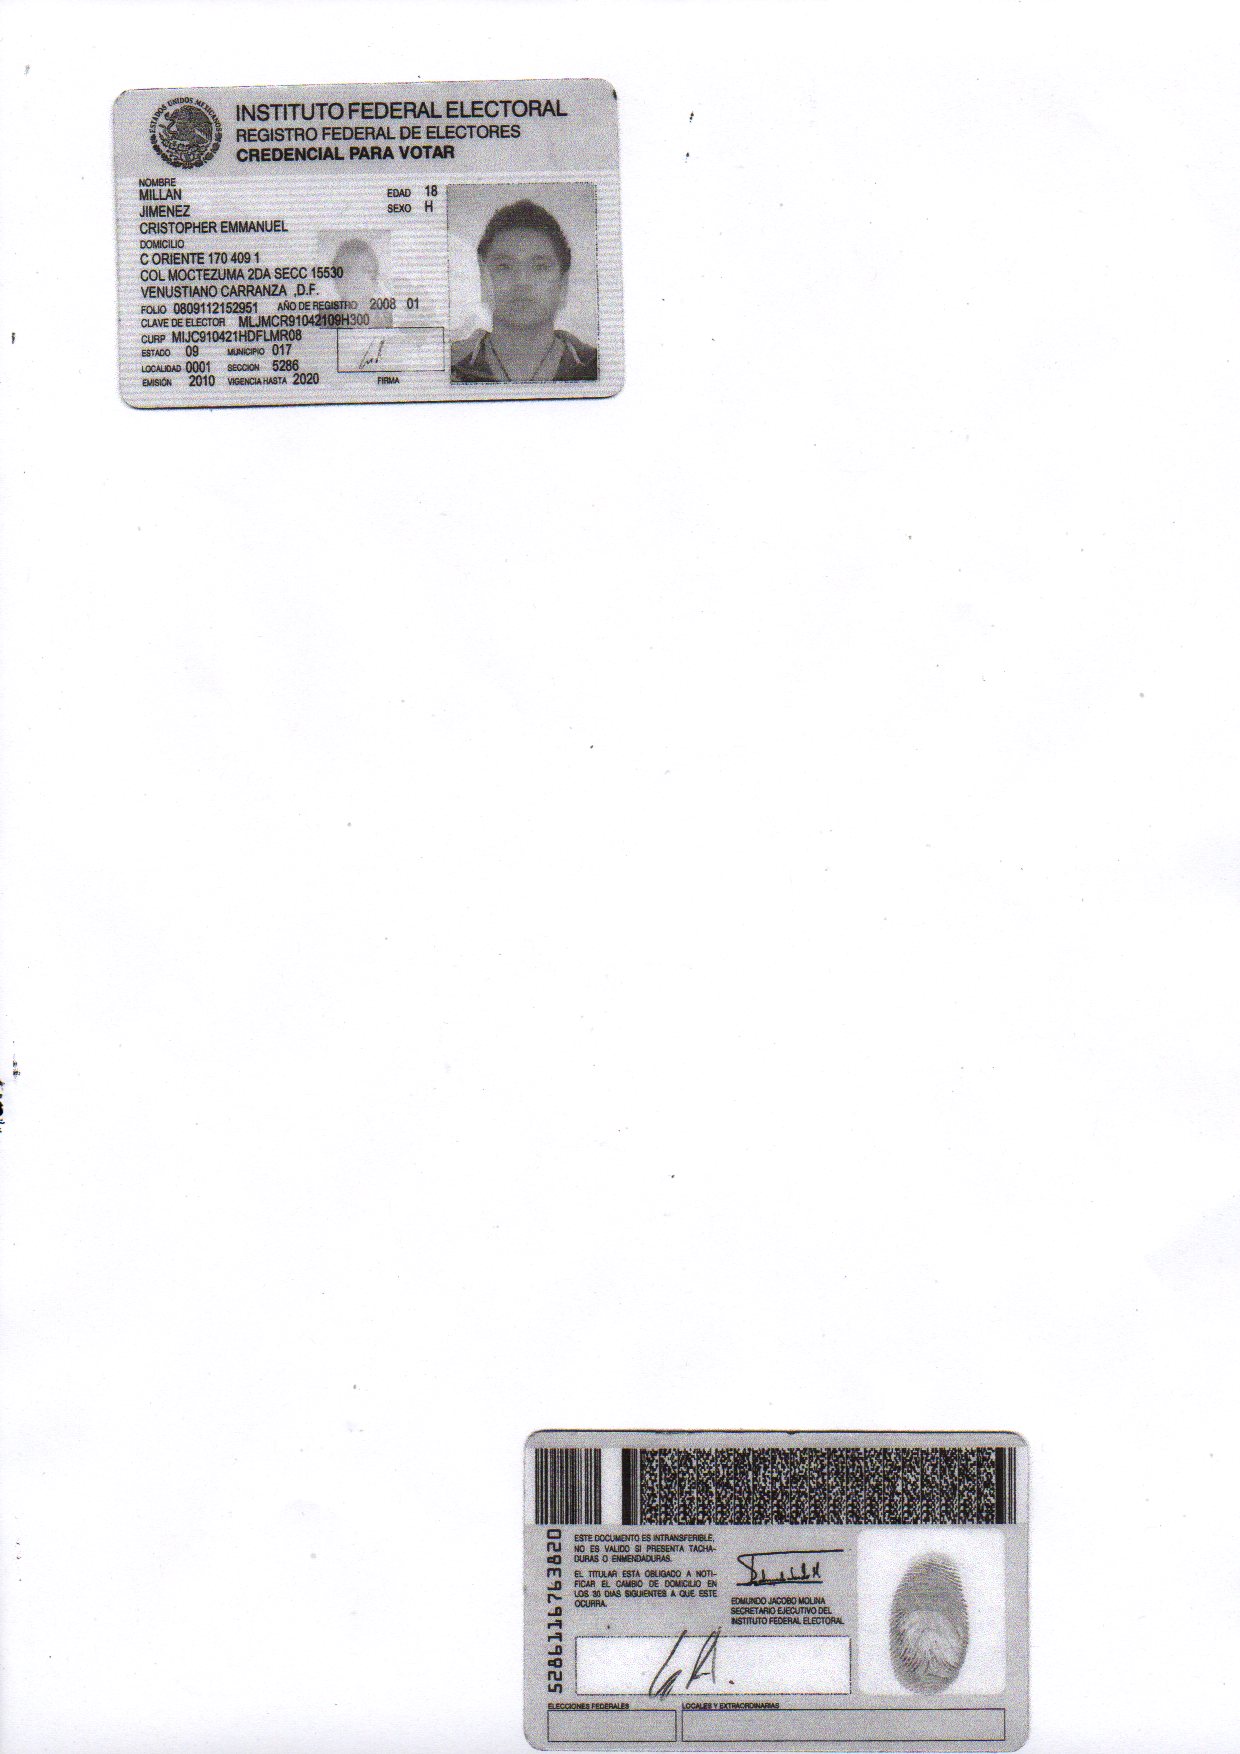 ESTADOS UNIDOS MEXICANOS
INSTITUTO FEDERAL ELECTORAL
REGISTRO FEDERAL DE ELECTORES
CREDENCIAL PARA VOTAR
NOMBRE
MILLAN
JIMENEZ
CRISTOPHER EMMANUEL
EDAD 18
SEXO H
DOMICILIO
C ORIENTE 170 409 1
COL MOCTEZUMA 2DA SECC 15530
VENUSTIANO CARRANZA ,D.F.
FOLIO 0809112152951 AÑO DE REGISTRO 2008 01
CLAVE DE ELECTOR MLJMCR91042109H300
CURP MIJC910421HDFLMR08
ESTADO 09 MUNICIPIO 017
LOCALIDAD 0001 SECCION 5286
EMISIÓN 2010 VIGENCIA HASTA 2020
FIRMA
5286116763820
ESTE DOCUMENTO ES INTRANSFERIBLE,
NO ES VALIDO SI PRESENTA TACHA-
DURAS O ENMENDADURAS.
EL TITULAR ESTA OBLIGADO A NOTI-
FICAR EL CAMBIO DE DOMICILIO EN
LOS 30 DIAS SIGUIENTES A QUE ESTE
OCURRA.
EDMUNDO JACOBO MOLINA
SECRETARIO EJECUTIVO DEL
INSTITUTO FEDERAL ELECTORAL
ELECCIONES FEDERALES
LOCALES Y EXTRAORDINARIAS